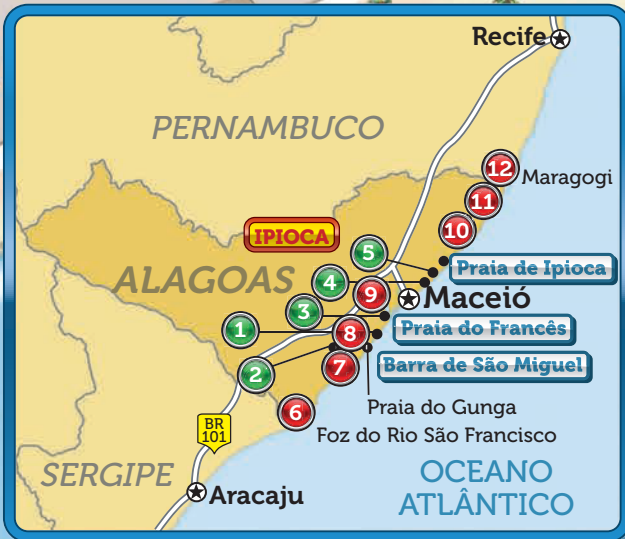 Recife
PERNAMBUCO
12
Maragogi
11
10
IPIOCA
5
Praia de Ipioca
ALAGOAS
4
9
Maceió
3
1
8
Praia do Francês
2
7
Barra de São Miguel
6
Praia do Gunga
BR
101
Foz do Rio São Francisco
SERGIPE
OCEANO
ATLÂNTICO
Aracaju